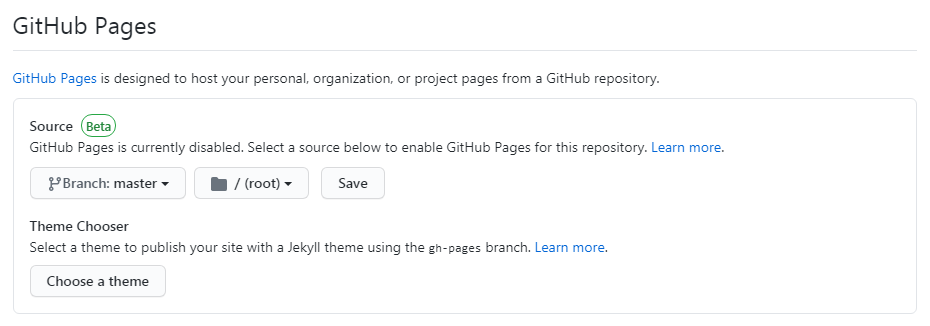 GitHub Pages
GitHub Pages is designed to host your personal, organization, or project pages from a GitHub repository.
Source Beta
GitHub Pages is currently disabled. Select a source below to enable GitHub Pages for this repository. Learn more.
Branch: master / (root) Save
Theme Chooser
Select a theme to publish your site with a Jekyll theme using the gh-pages branch. Learn more.
Choose a theme